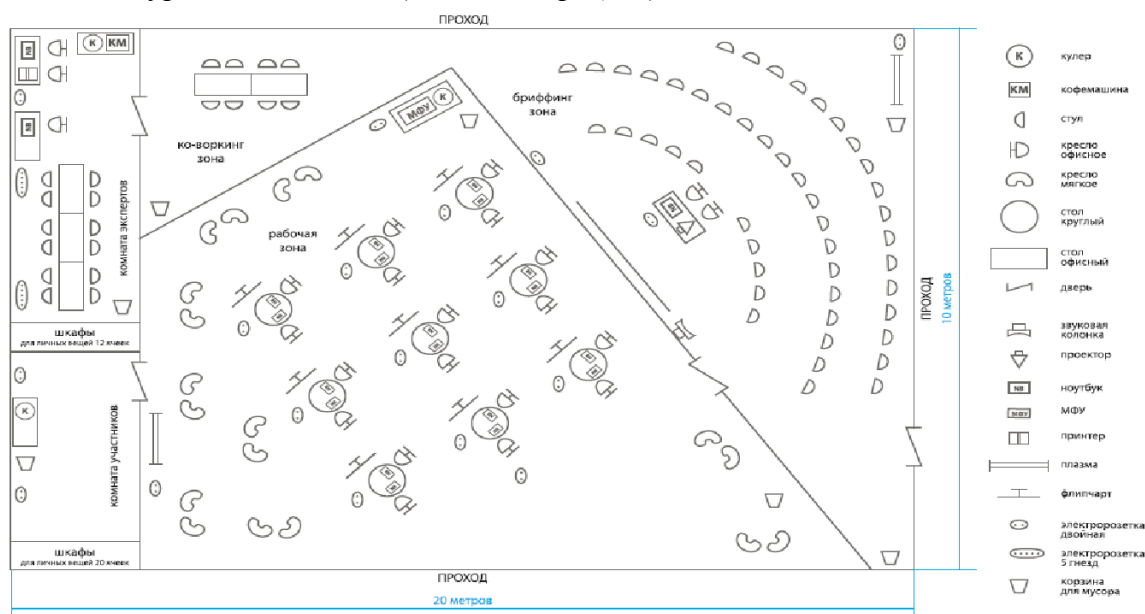 ПРОХОД
К
КМ
NB
NB
ко-воркинг
зона
МФУ
К
бриффинг
зона
комната экспертов
рабочая
зона
шкафы
для личных вещей 12 ячеек
К
комната участников
шкафы
для личных вещей 20 ячеек
ПРОХОД
10 метров
ПРОХОД
20 метров
К
кулер
КМ
кофемашина
стул
кресло
офисное
кресло
мягкое
стол
круглый
стол
офисный
дверь
звуковая
колонка
проектор
NB
ноутбук
МФУ
МФУ
принтер
плазма
флипчарт
электророзетка
двойная
электророзетка
5 гнезд
корзина
для мусора